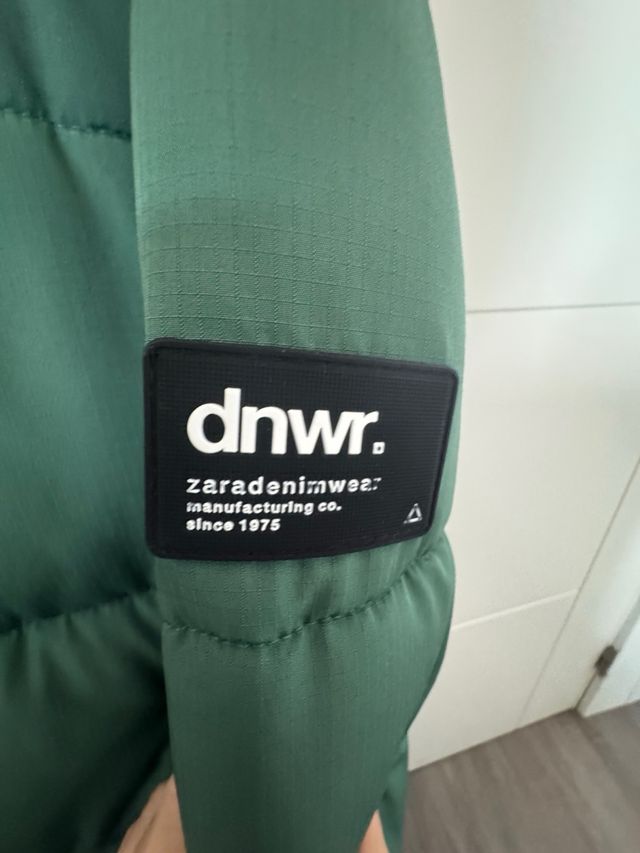 dnwr.
zaradenimwear
manufacturing co.
since 1975